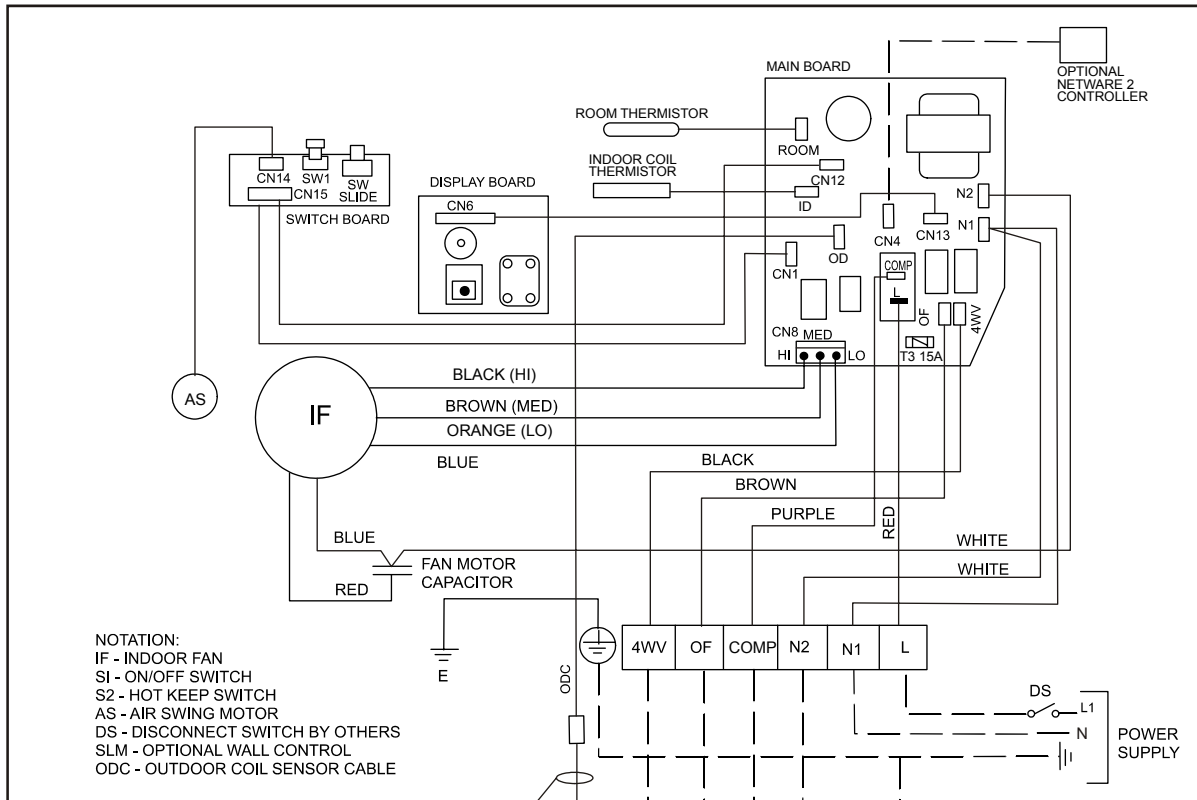 MAIN BOARD
OPTIONAL
NETWARE 2
CONTROLLER
ROOM THERMISTOR
ROOM
INDOOR COIL
THERMISTOR
CN12
ID
N2
N1
CN14
SW1
SW
SLIDE
CN15
SWITCH BOARD
DISPLAY BOARD
CN6
CN4
CN13
OD
CN1
COMP
L
OF
4WV
CN8
MED
HI
LO
T3 15A
AS
IF
BLACK (HI)
BROWN (MED)
ORANGE (LO)
BLUE
BLACK
BROWN
PURPLE
RED
BLUE
WHITE
FAN MOTOR
CAPACITOR
WHITE
RED
E
ODC
4WV
OF
COMP
N2
N1
L
NOTATION:
IF - INDOOR FAN
SI - ON/OFF SWITCH
S2 - HOT KEEP SWITCH
AS - AIR SWING MOTOR
DS - DISCONNECT SWITCH BY OTHERS
SLM - OPTIONAL WALL CONTROL
ODC - OUTDOOR COIL SENSOR CABLE
DS
L1
N
POWER
SUPPLY